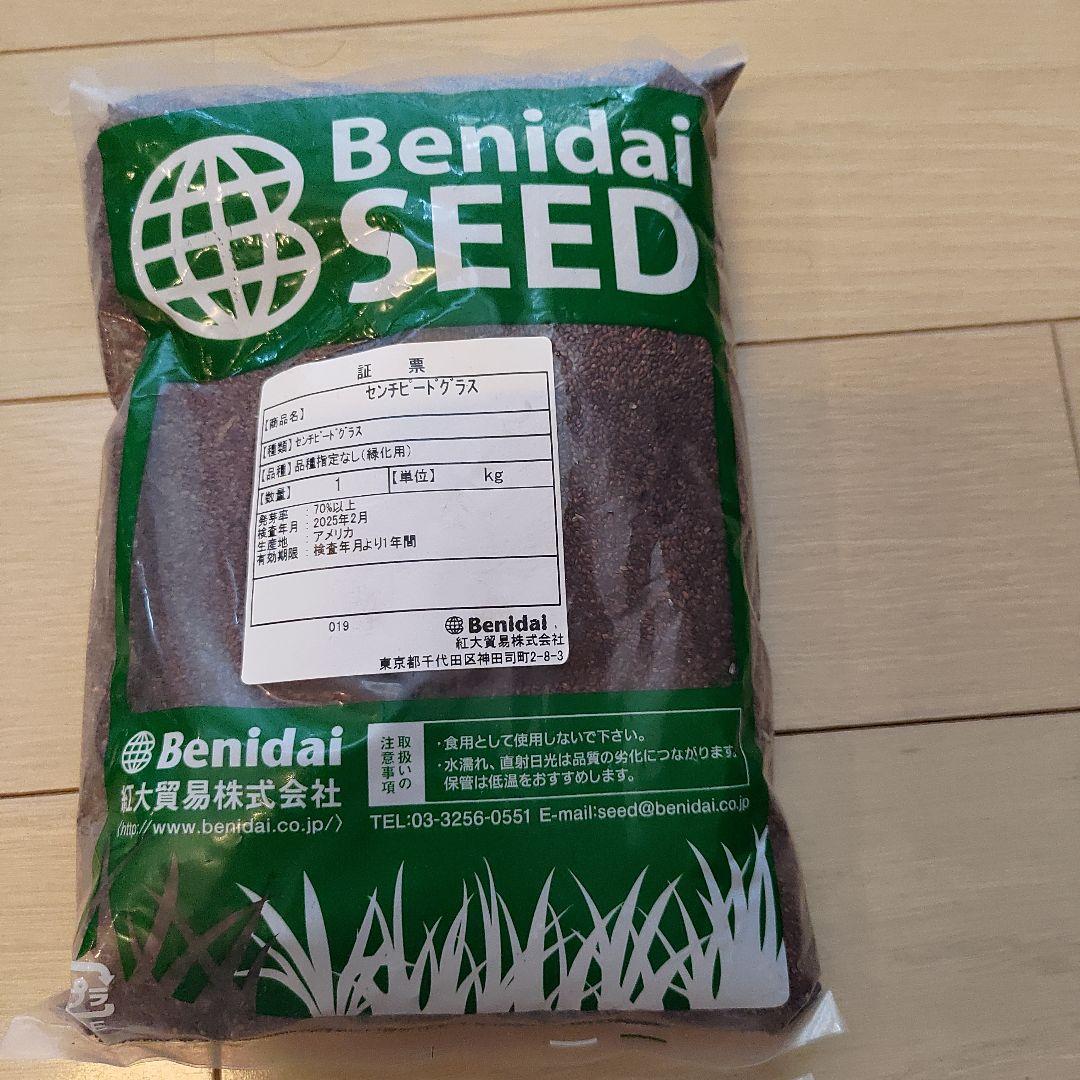 Benidai
SEED
証票
【商品名】 センチピードグラス
【種類】センチピードグラス
【品種】品種指定なし(緑化用)
【数量】 1 【単位】 kg
発芽率 : 70%以上
検査年月 : 2025年2月
生産地 : アメリカ
有効期限 : 検査年月より1年間
019
Benidai
紅大貿易株式会社
東京都千代田区神田司町2-8-3
Benidai
紅大貿易株式会社
〈http://www.benidai.co.jp/〉
取扱いの
注意事項
・食用として使用しないで下さい。
・水濡れ、直射日光は品質の劣化につながります。
保管は低温をおすすめします。
TEL:03-3256-0551 E-mail:seed@benidai.co.jp
プラ